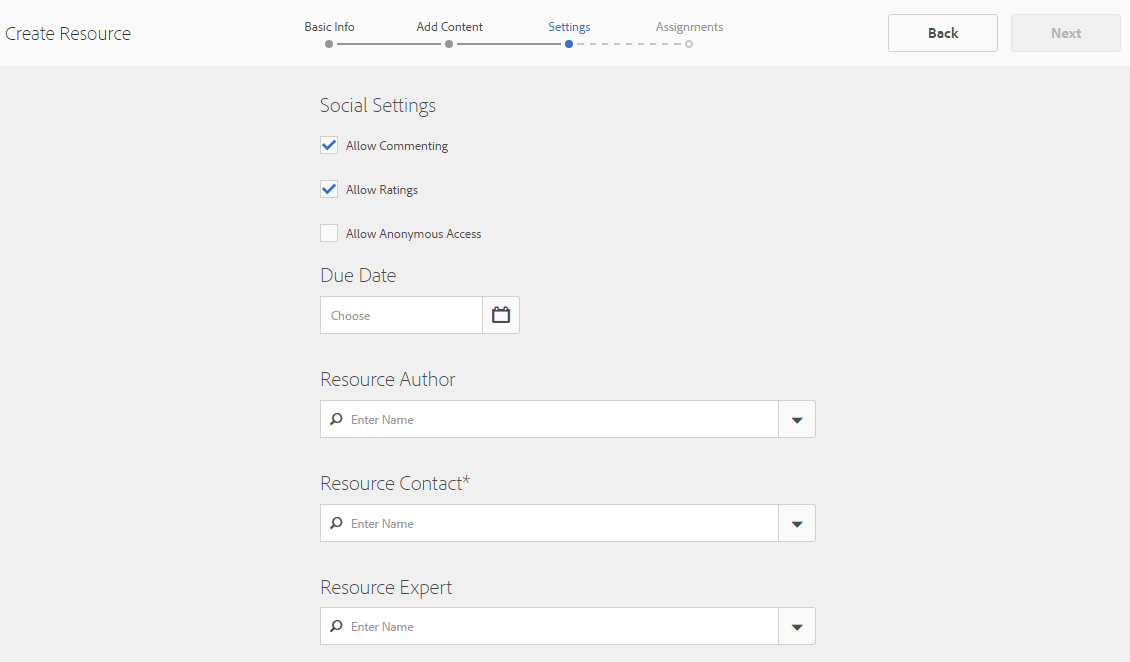 Create Resource
Basic Info
Add Content
Settings
Assignments
Back
Next
Social Settings
Allow Commenting
Allow Ratings
Allow Anonymous Access
Due Date
Choose
Resource Author
Enter Name
Resource Contact*
Enter Name
Resource Expert
Enter Name